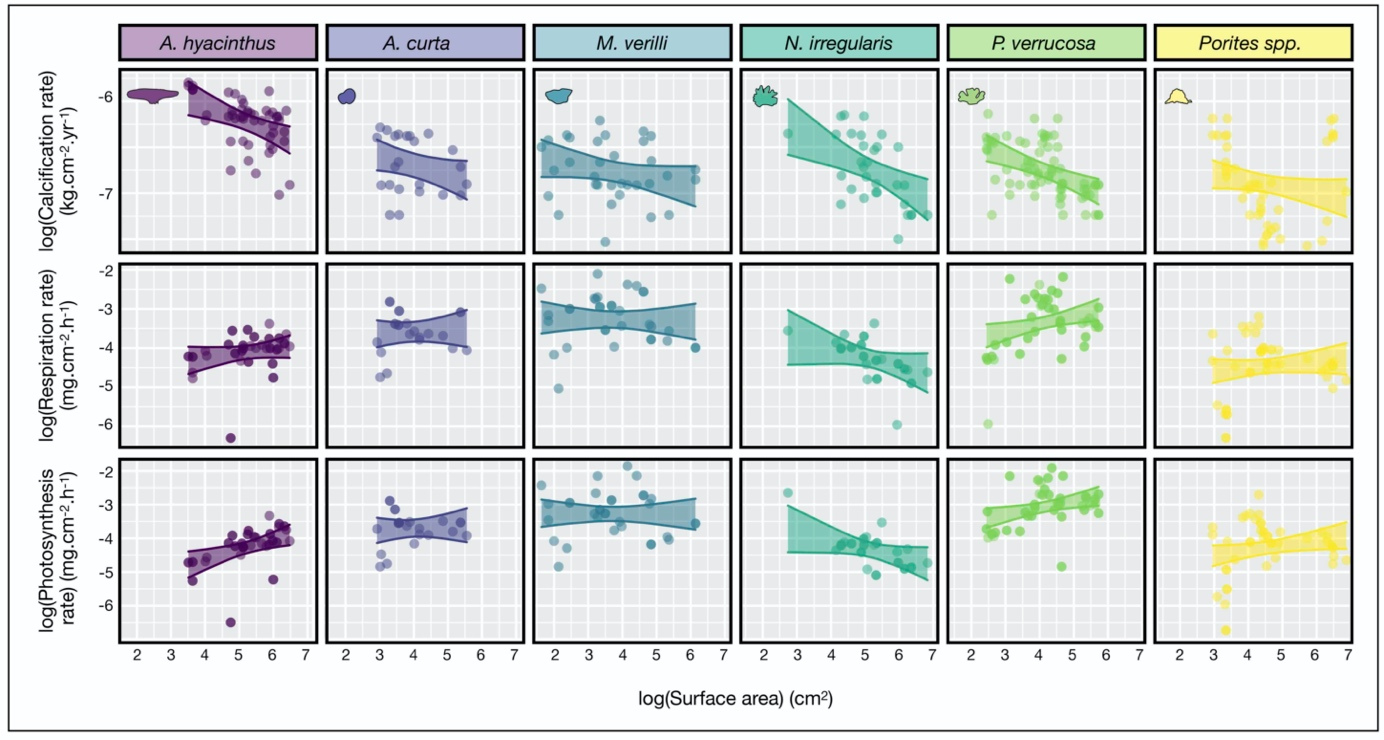 A. hyacinthus
A. curta
M. verilli
N. irregularis
P. verrucosa
Porites spp.
log(Calcification rate)
(kg.cm-2.yr-1)
-6
-7
log(Respiration rate)
(mg.cm-2.h-1)
-2
-3
-4
-5
-6
log(Photosynthesis
rate) (mg.cm-2.h-1)
-2
-3
-4
-5
-6
2 3 4 5 6 7
2 3 4 5 6 7
2 3 4 5 6 7
2 3 4 5 6 7
2 3 4 5 6 7
2 3 4 5 6 7
log(Surface area) (cm2)